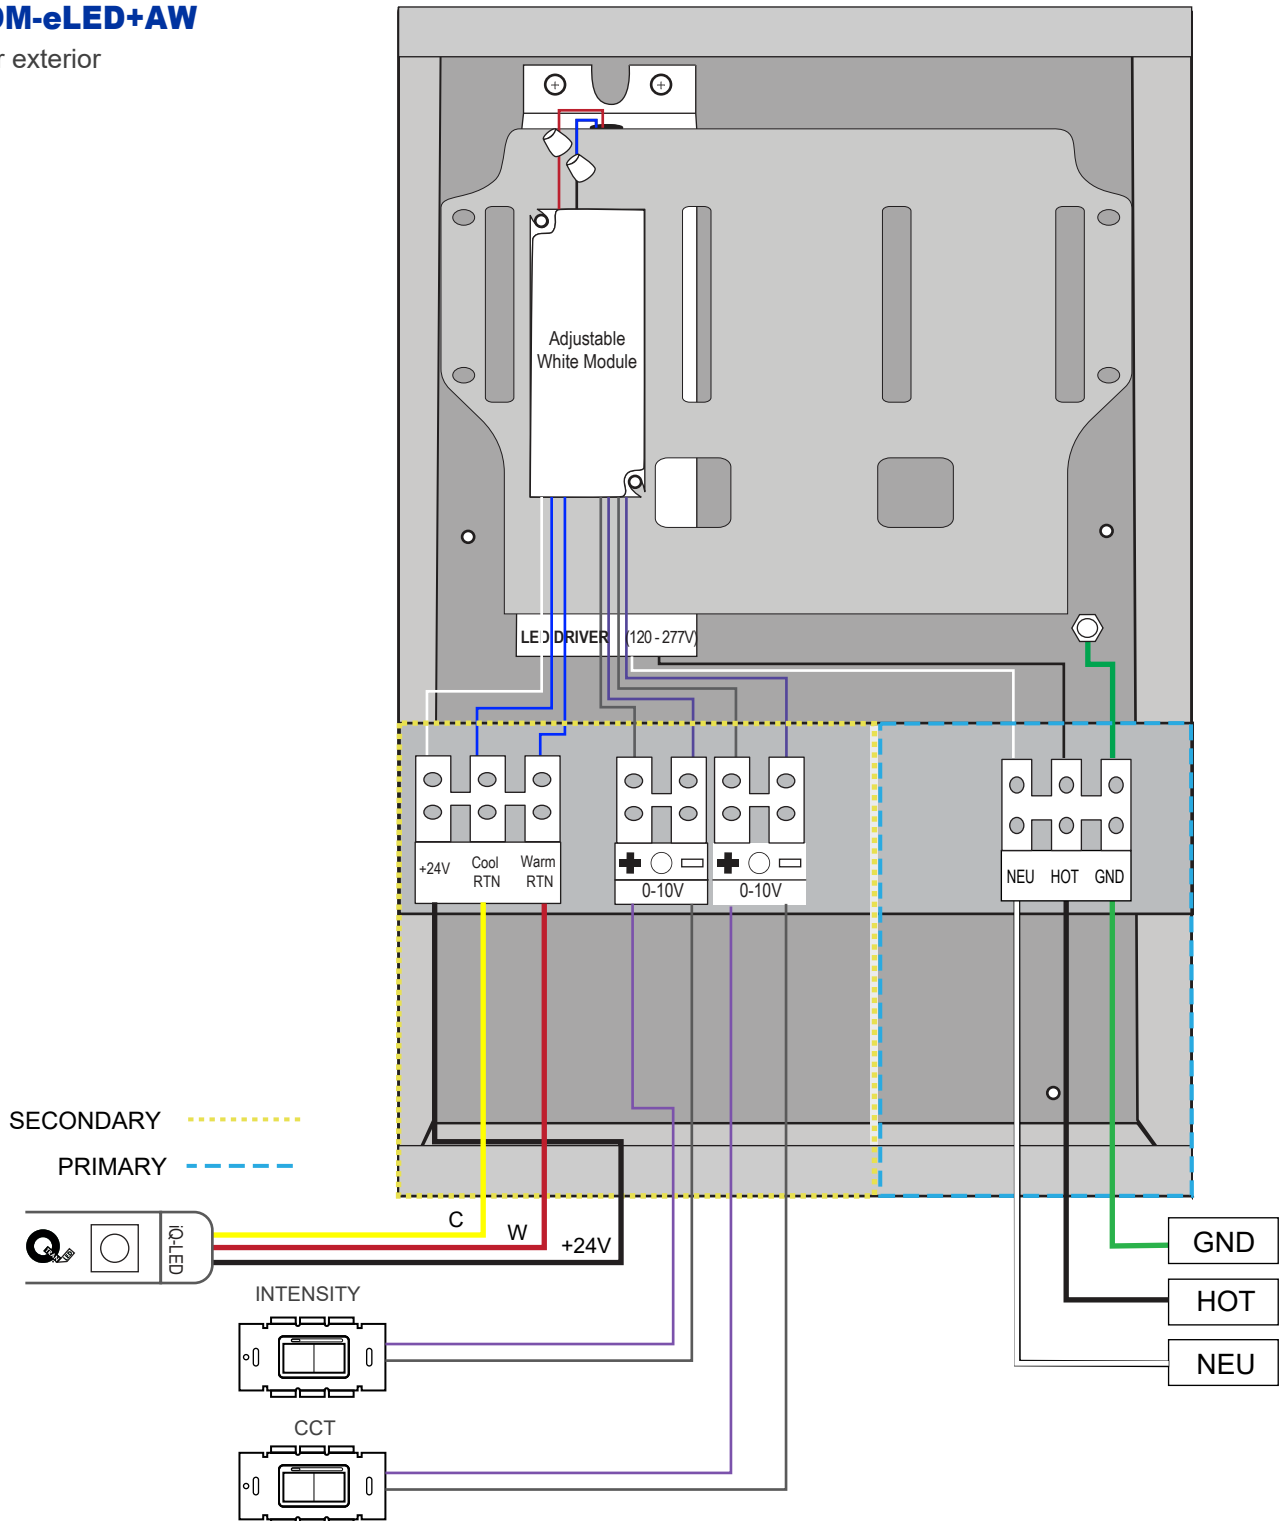 DM-eLED+AW
r exterior
Adjustable
White Module
LED DRIVER (120 - 277V)
+24V
Cool
RTN
Warm
RTN
0-10V
0-10V
NEU HOT GND
SECONDARY
PRIMARY
iQ-LED
C
W
+24V
GND
HOT
NEU
INTENSITY
CCT